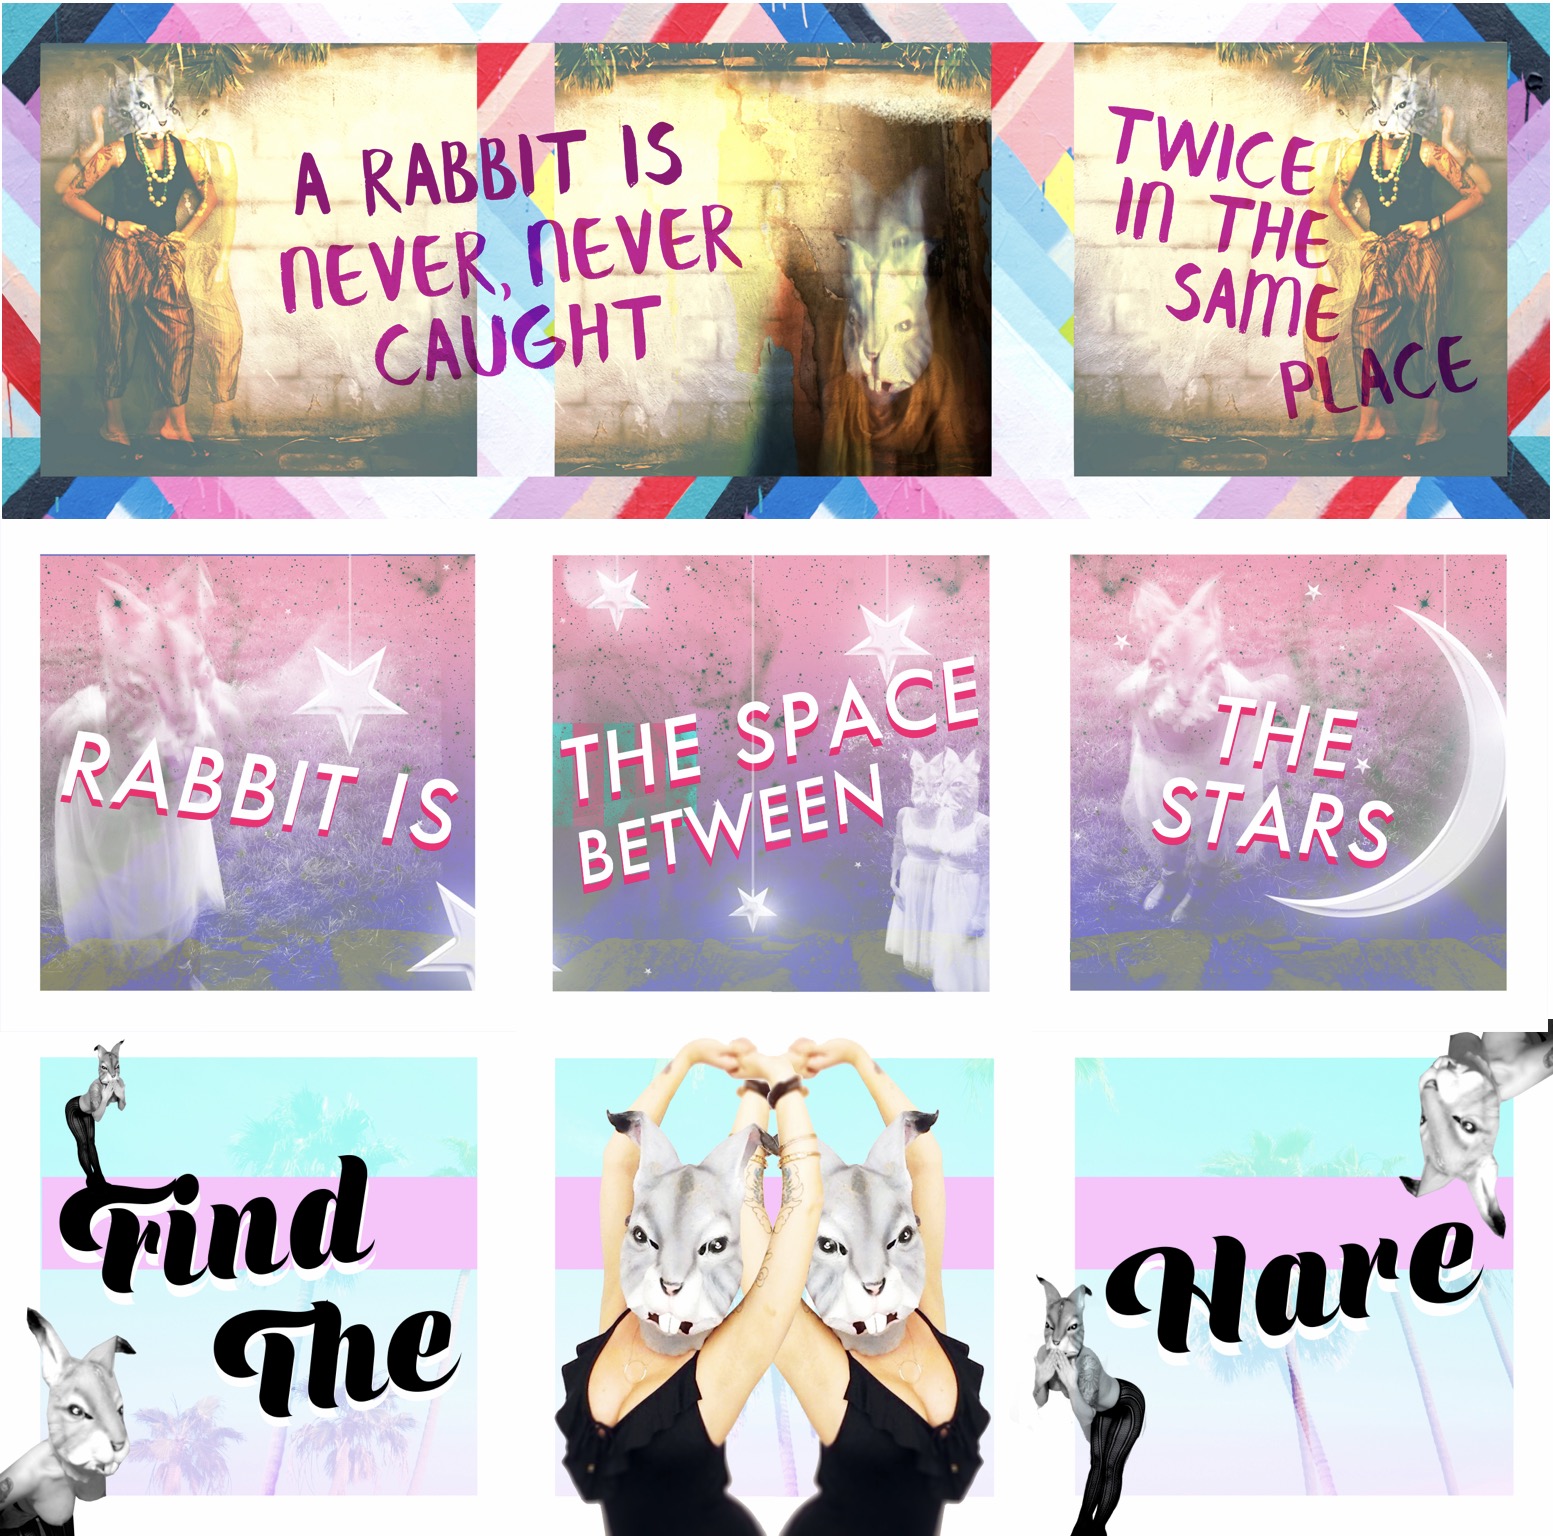 A RABBIT IS
NEVER, NEVER
CAUGHT
TWICE
IN THE
SAME
PLACE
RABBIT IS
THE SPACE
BETWEEN
THE
STARS
Find
The
Hare